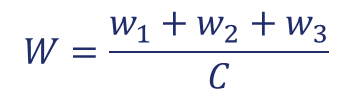 W = (w₁ + w₂ + w₃) / C